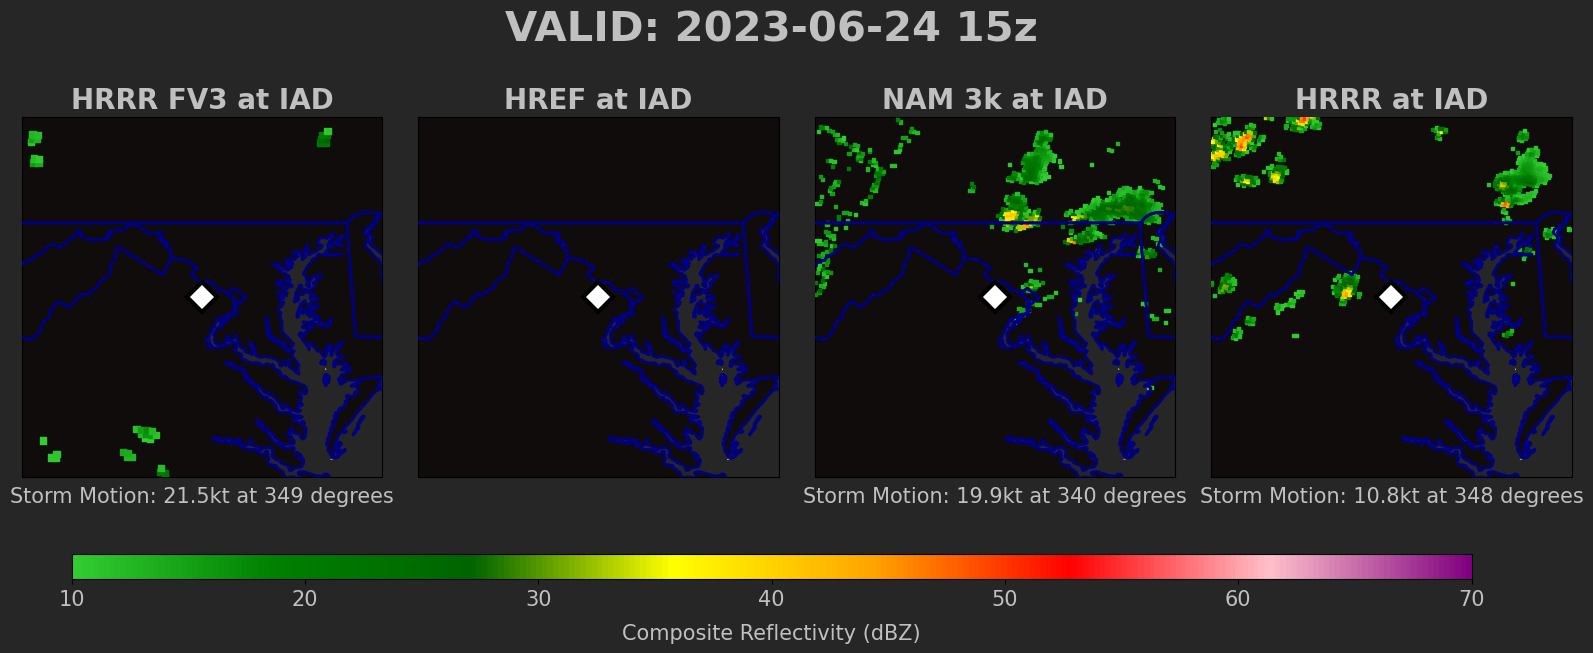 VALID: 2023-06-24 15z
HRRR FV3 at IAD
HREF at IAD
NAM 3k at IAD
HRRR at IAD
Storm Motion: 21.5kt at 349 degrees
Storm Motion: 19.9kt at 340 degrees
Storm Motion: 10.8kt at 348 degrees
10 20 30 40 50 60 70
Composite Reflectivity (dBZ)